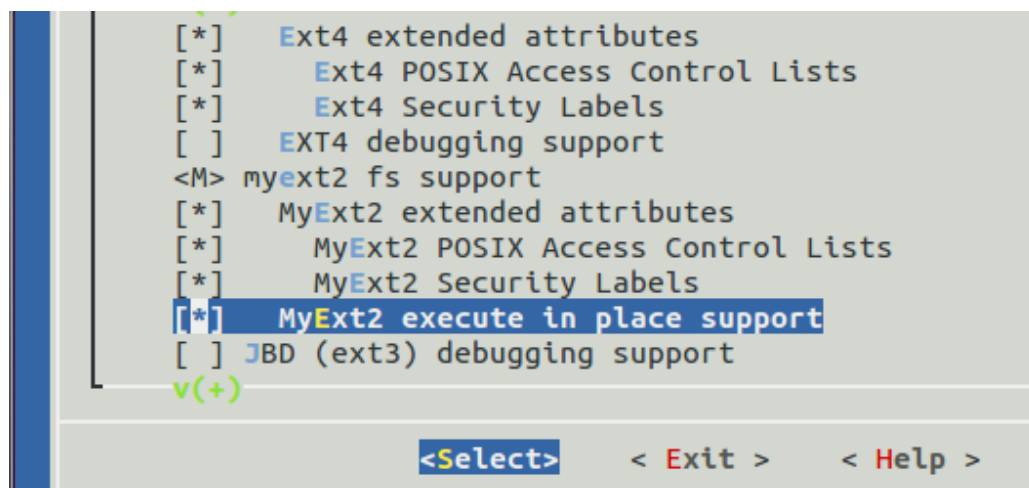 [*]   Ext4 extended attributes
[*]     Ext4 POSIX Access Control Lists
[*]     Ext4 Security Labels
[ ]   EXT4 debugging support
<M> myext2 fs support
[*]   MyExt2 extended attributes
[*]     MyExt2 POSIX Access Control Lists
[*]     MyExt2 Security Labels
[*]   MyExt2 execute in place support
[ ] JBD (ext3) debugging support
v(+)
<Select>    < Exit >    < Help >